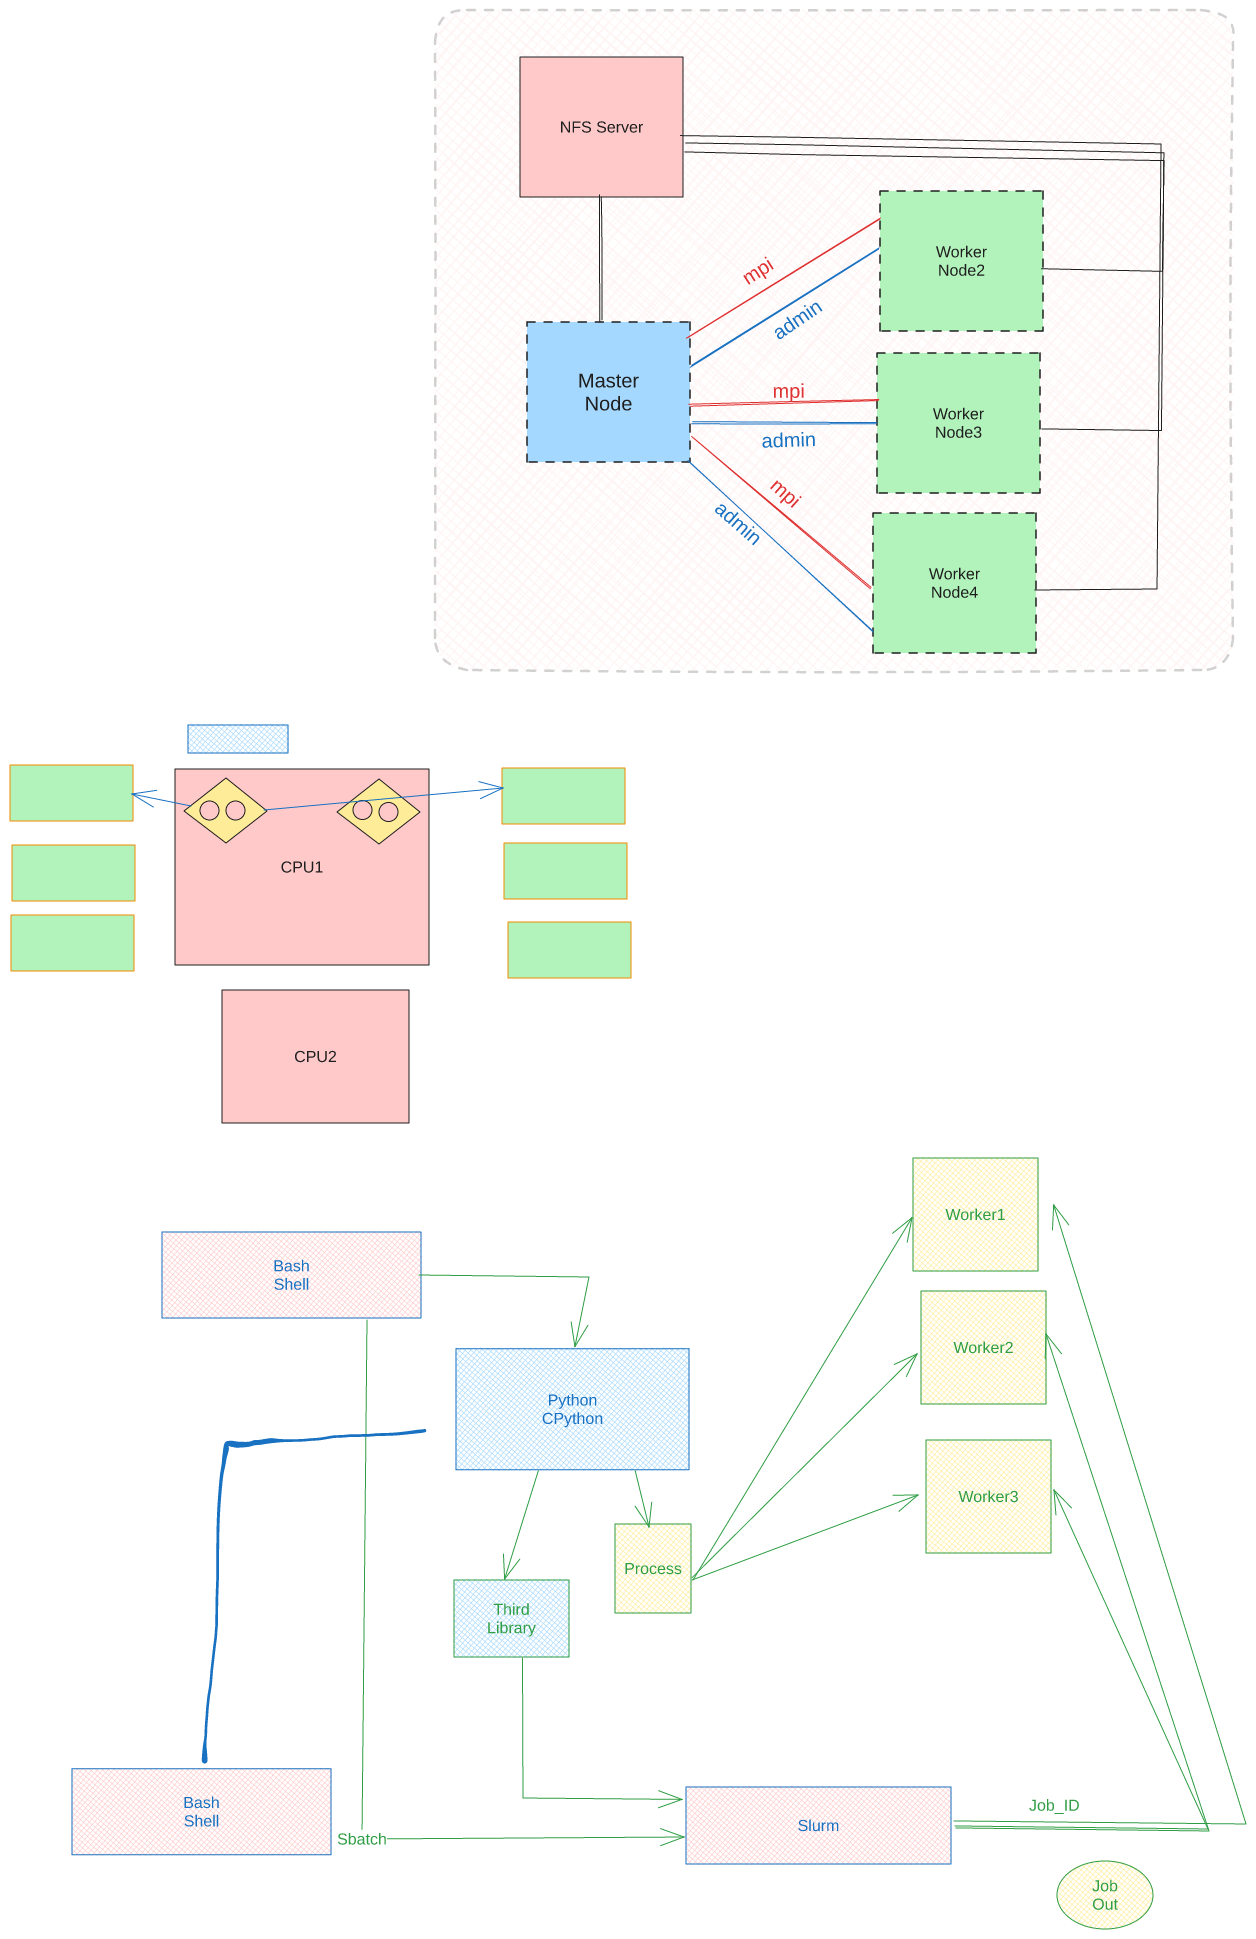 NFS Server
Worker
Node2
mpi
admin
Master
Node
mpi
admin
Worker
Node3
mpi
admin
Worker
Node4
CPU1
CPU2
Worker1
Bash
Shell
Worker2
Python
CPython
Worker3
Process
Third
Library
Bash
Shell
Sbatch
Slurm
Job_ID
Job
Out